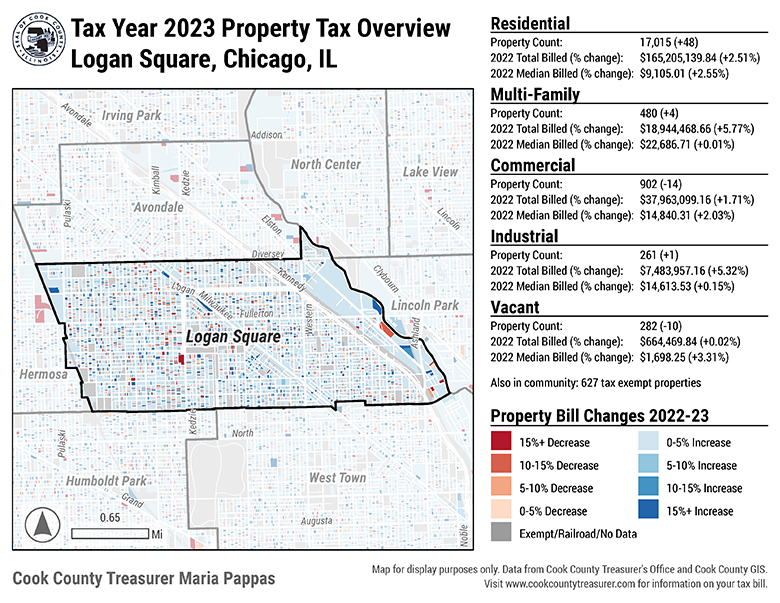 Tax Year 2023 Property Tax Overview
Logan Square, Chicago, IL
Residential
Property Count: 17,015 (+48)
2022 Total Billed (% change): $165,205,139.84 (+2.51%)
2022 Median Billed (% change): $9,105.01 (+2.55%)
Multi-Family
Property Count: 480 (+4)
2022 Total Billed (% change): $18,944,468.66 (+5.77%)
2022 Median Billed (% change): $22,686.71 (+0.01%)
Commercial
Property Count: 902 (-14)
2022 Total Billed (% change): $37,963,099.16 (+1.71%)
2022 Median Billed (% change): $14,840.31 (+2.03%)
Industrial
Property Count: 261 (+1)
2022 Total Billed (% change): $7,483,957.16 (+5.32%)
2022 Median Billed (% change): $14,613.53 (+0.15%)
Vacant
Property Count: 282 (-10)
2022 Total Billed (% change): $664,469.84 (+0.02%)
2022 Median Billed (% change): $1,698.25 (+3.31%)
Also in community: 627 tax exempt properties
Property Bill Changes 2022-23
15%+ Decrease
10-15% Decrease
5-10% Decrease
0-5% Decrease
Exempt/Railroad/No Data
0-5% Increase
5-10% Increase
10-15% Increase
15%+ Increase
Avondale
Irving Park
Addison
North Center
Lake View
Kimball
Kedzie
Pulaski
Avondale
Elston
Lincoln
Diversey
Kennedy
Clybourn
Logan
Milwaukee
Fullerton
Western
Lincoln Park
Ashland
Logan Square
Hermosa
Kedzie
North
Pulaski
Humboldt Park
West Town
Grand
Augusta
Noble
0.65
Mi
Cook County Treasurer Maria Pappas
Map for display purposes only. Data from Cook County Treasurer's Office and Cook County GIS.
Visit www.cookcountytreasurer.com for information on your tax bill.